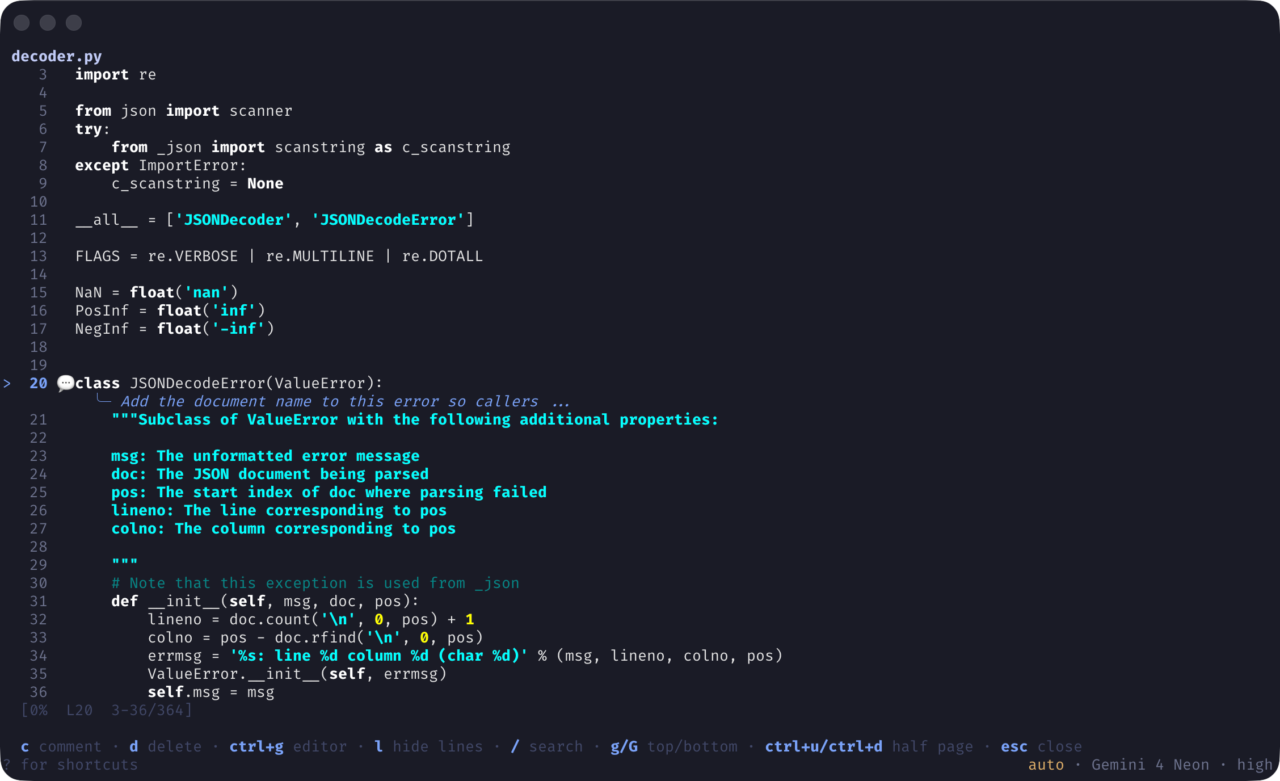 decoder.py
3 import re
4
5 from json import scanner
6 try:
7     from _json import scanstring as c_scanstring
8 except ImportError:
9     c_scanstring = None
10
11 __all__ = ['JSONDecoder', 'JSONDecodeError']
12
13 FLAGS = re.VERBOSE | re.MULTILINE | re.DOTALL
14
15 NaN = float('nan')
16 PosInf = float('inf')
17 NegInf = float('-inf')
18
19
> 20 💬class JSONDecodeError(ValueError):
╰─ Add the document name to this error so callers …
21     """Subclass of ValueError with the following additional properties:
22
23     msg: The unformatted error message
24     doc: The JSON document being parsed
25     pos: The start index of doc where parsing failed
26     lineno: The line corresponding to pos
27     colno: The column corresponding to pos
28
29     """
30     # Note that this exception is used from _json
31     def __init__(self, msg, doc, pos):
32         lineno = doc.count('\n', 0, pos) + 1
33         colno = pos - doc.rfind('\n', 0, pos)
34         errmsg = '%s: line %d column %d (char %d)' % (msg, lineno, colno, pos)
35         ValueError.__init__(self, errmsg)
36         self.msg = msg
[0%  L20  3-36/364]
c comment · d delete · ctrl+g editor · l hide lines · / search · g/G top/bottom · ctrl+u/ctrl+d half page · esc close
? for shortcuts
auto · Gemini 4 Neon · high